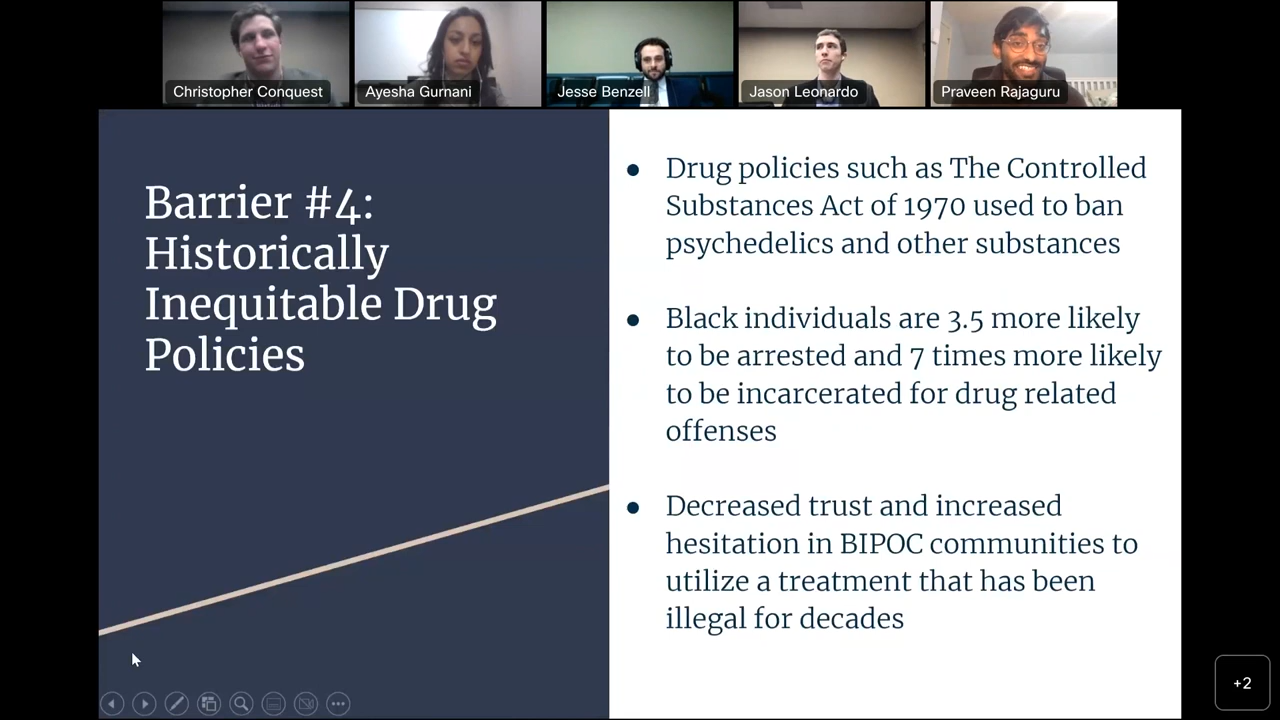 Christopher Conquest
Ayesha Gurnani
Jesse Benzell
Jason Leonardo
Praveen Rajaguru
Barrier #4:
Historically
Inequitable Drug
Policies
● Drug policies such as The Controlled
Substances Act of 1970 used to ban
psychedelics and other substances
● Black individuals are 3.5 more likely
to be arrested and 7 times more likely
to be incarcerated for drug related
offenses
● Decreased trust and increased
hesitation in BIPOC communities to
utilize a treatment that has been
illegal for decades
+2